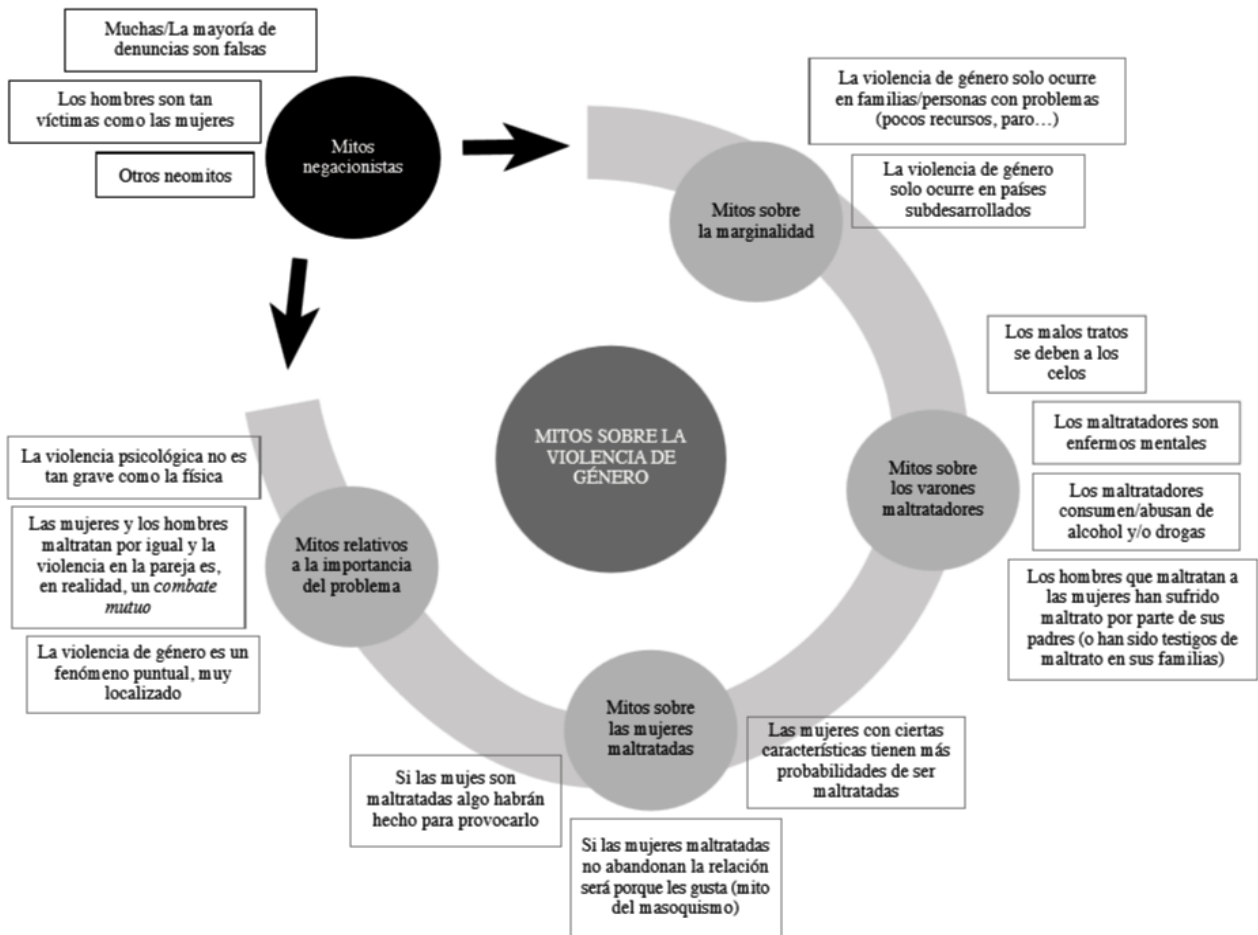 Muchas/La mayoría de
denuncias son falsas
Los hombres son tan
víctimas como las mujeres
Otros neomitos
Mitos
negacionistas
La violencia de género solo ocurre
en familias/personas con problemas
(pocos recursos, paro…)
La violencia de género
solo ocurre en países
subdesarrollados
Mitos sobre
la marginalidad
Los malos tratos
se deben a los
celos
Los maltratadores son
enfermos mentales
Mitos sobre
los varones
maltratadores
Los maltratadores
consumen/abusan de
alcohol y/o drogas
Los hombres que maltratan a
las mujeres han sufrido
maltrato por parte de sus
padres (o han sido testigos de
maltrato en sus familias)
MITOS SOBRE LA
VIOLENCIA DE
GÉNERO
La violencia psicológica no es
tan grave como la física
Las mujeres y los hombres
maltratan por igual y la
violencia en la pareja es,
en realidad, un combate
mutuo
La violencia de género es un
fenómeno puntual, muy
localizado
Mitos relativos
a la importancia
del problema
Mitos sobre
las mujeres
maltratadas
Las mujeres con ciertas
características tienen más
probabilidades de ser
maltratadas
Si las mujes son
maltratadas algo habrán
hecho para provocarlo
Si las mujeres maltratadas
no abandonan la relación
será porque les gusta (mito
del masoquismo)